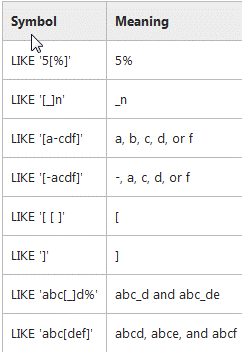 Symbol Meaning
LIKE '5[%]' 5%
LIKE '[_]n' _n
LIKE '[a-cdf]' a, b, c, d, or f
LIKE '[-acdf]' -, a, c, d, or f
LIKE '[ [ ]' [
LIKE ']' ]
LIKE 'abc[_]d%' abc_d and abc_de
LIKE 'abc[def]' abcd, abce, and abcf